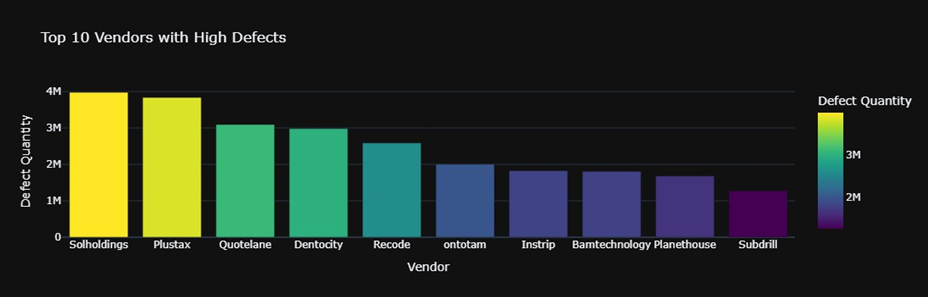 Top 10 Vendors with High Defects
Defect Quantity
4M
3M
2M
1M
0
Solholdings Plustax Quotelane Dentocity Recode ontotam Instrip Bamtechnology Planethouse Subdrill
Vendor
Defect Quantity
3M
2M